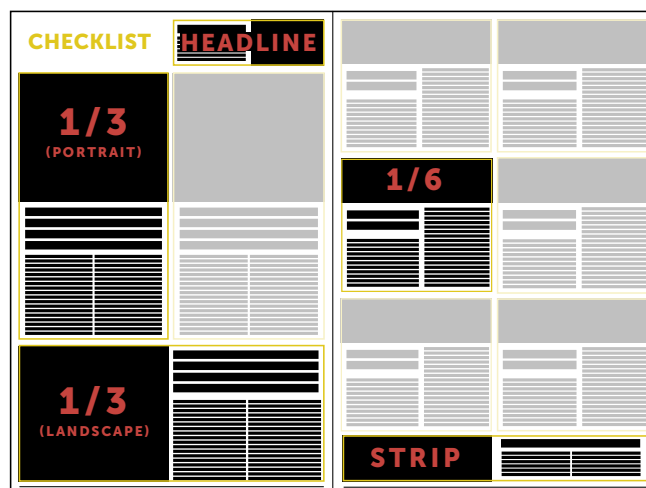 CHECKLIST
HEADLINE
1/3
(PORTRAIT)
1/3
(LANDSCAPE)
1/6
STRIP